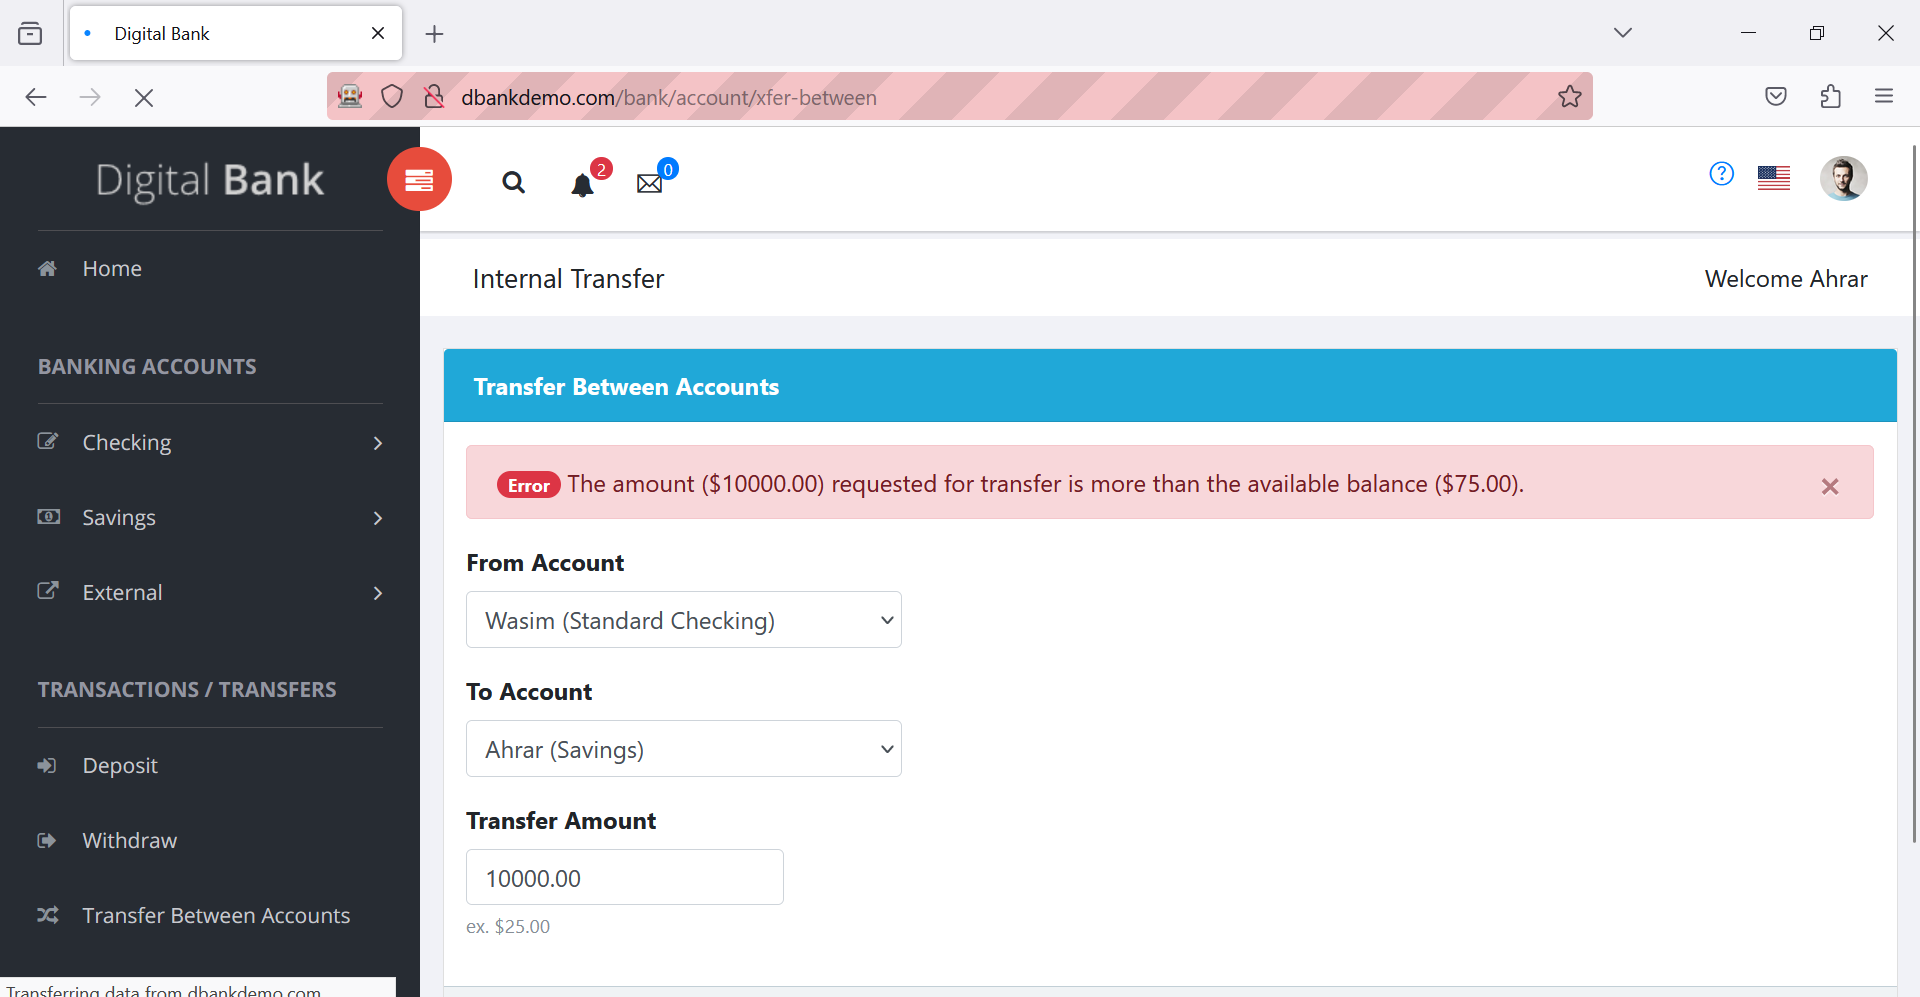 Digital Bank
dbankdemo.com/bank/account/xfer-between
Digital Bank
2
0
Home
Internal Transfer
Welcome Ahrar
BANKING ACCOUNTS
Checking
Savings
External
TRANSACTIONS / TRANSFERS
Deposit
Withdraw
Transfer Between Accounts
Transfer Between Accounts
Error The amount ($10000.00) requested for transfer is more than the available balance ($75.00).
From Account
Wasim (Standard Checking)
To Account
Ahrar (Savings)
Transfer Amount
10000.00
ex. $25.00
Transferring data from dbankdemo.com